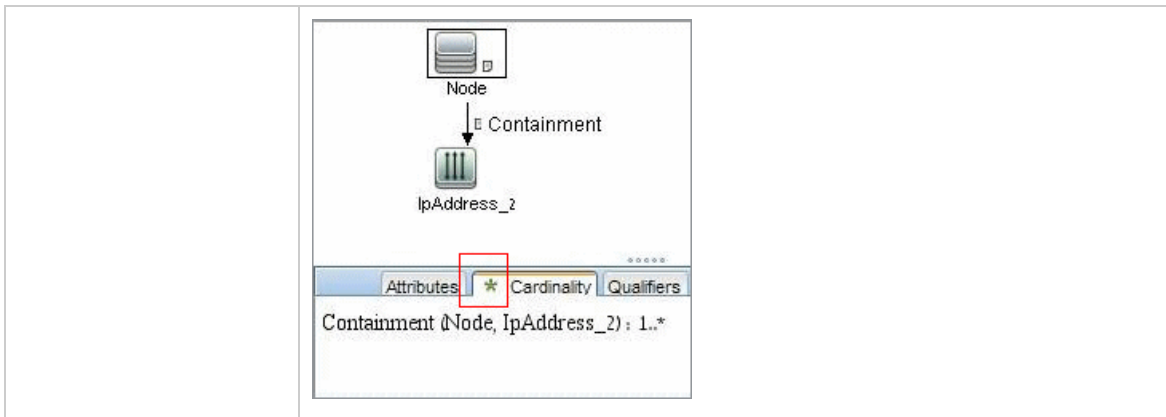 Node
Containment
IpAddress_2
Attributes * Cardinality Qualifiers
Containment (Node, IpAddress_2) : 1..*